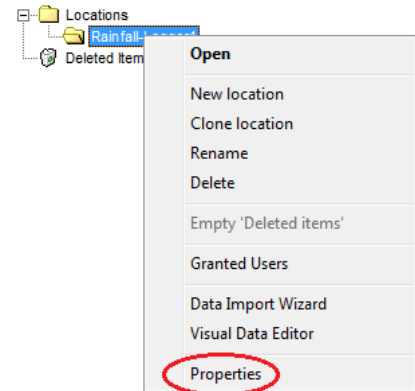 Locations
Rainfall-Logger1
Deleted Item
Open
New location
Clone location
Rename
Delete
Empty 'Deleted items'
Granted Users
Data Import Wizard
Visual Data Editor
Properties